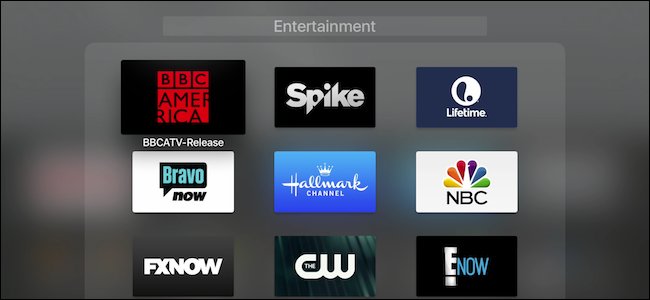 Entertainment
BBC
AMERICA
Spike
Lifetime
BBCATV-Release
Bravo
now
Hallmark
CHANNEL
NBC
FXNOW
THE CW
E NOW